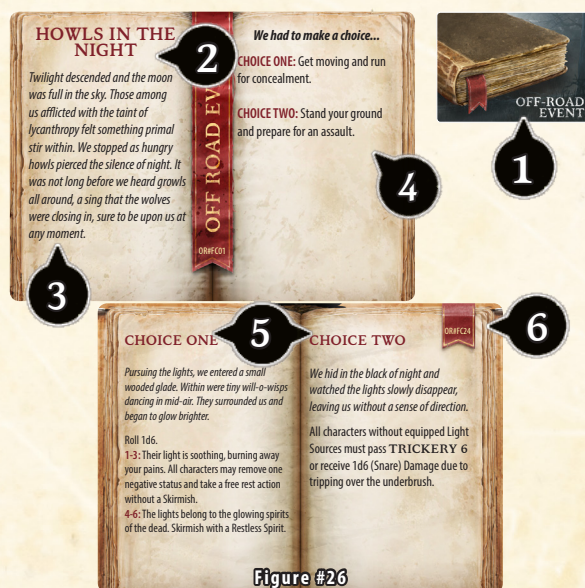 HOWLS IN THE
NIGHT
Twilight descended and the moon
was full in the sky. Those among
us afflicted with the taint of
lycanthropy felt something primal
stir within. We stopped as hungry
howls pierced the silence of night. It
was not long before we heard growls
all around, a sing that the wolves
were closing in, sure to be upon us at
any moment.
2
OFF ROAD EV
OR#FC01
We had to make a choice...
CHOICE ONE: Get moving and run
for concealment.
CHOICE TWO: Stand your ground
and prepare for an assault.
OFF-ROAD
EVENT
1
4
3
5
6
CHOICE ONE
Pursuing the lights, we entered a small
wooded glade. Within were tiny will-o-wisps
dancing in mid-air. They surrounded us and
began to glow brighter.
Roll 1d6.
1-3: Their light is soothing, burning away
your pains. All characters may remove one
negative status and take a free rest action
without a Skirmish.
4-6: The lights belong to the glowing spirits
of the dead. Skirmish with a Restless Spirit.
CHOICE TWO
OR#FC24
We hid in the black of night and
watched the lights slowly disappear,
leaving us without a sense of direction.
All characters without equipped Light
Sources must pass TRICKERY 6
or receive 1d6 (Snare) Damage due to
tripping over the underbrush.
Figure #26